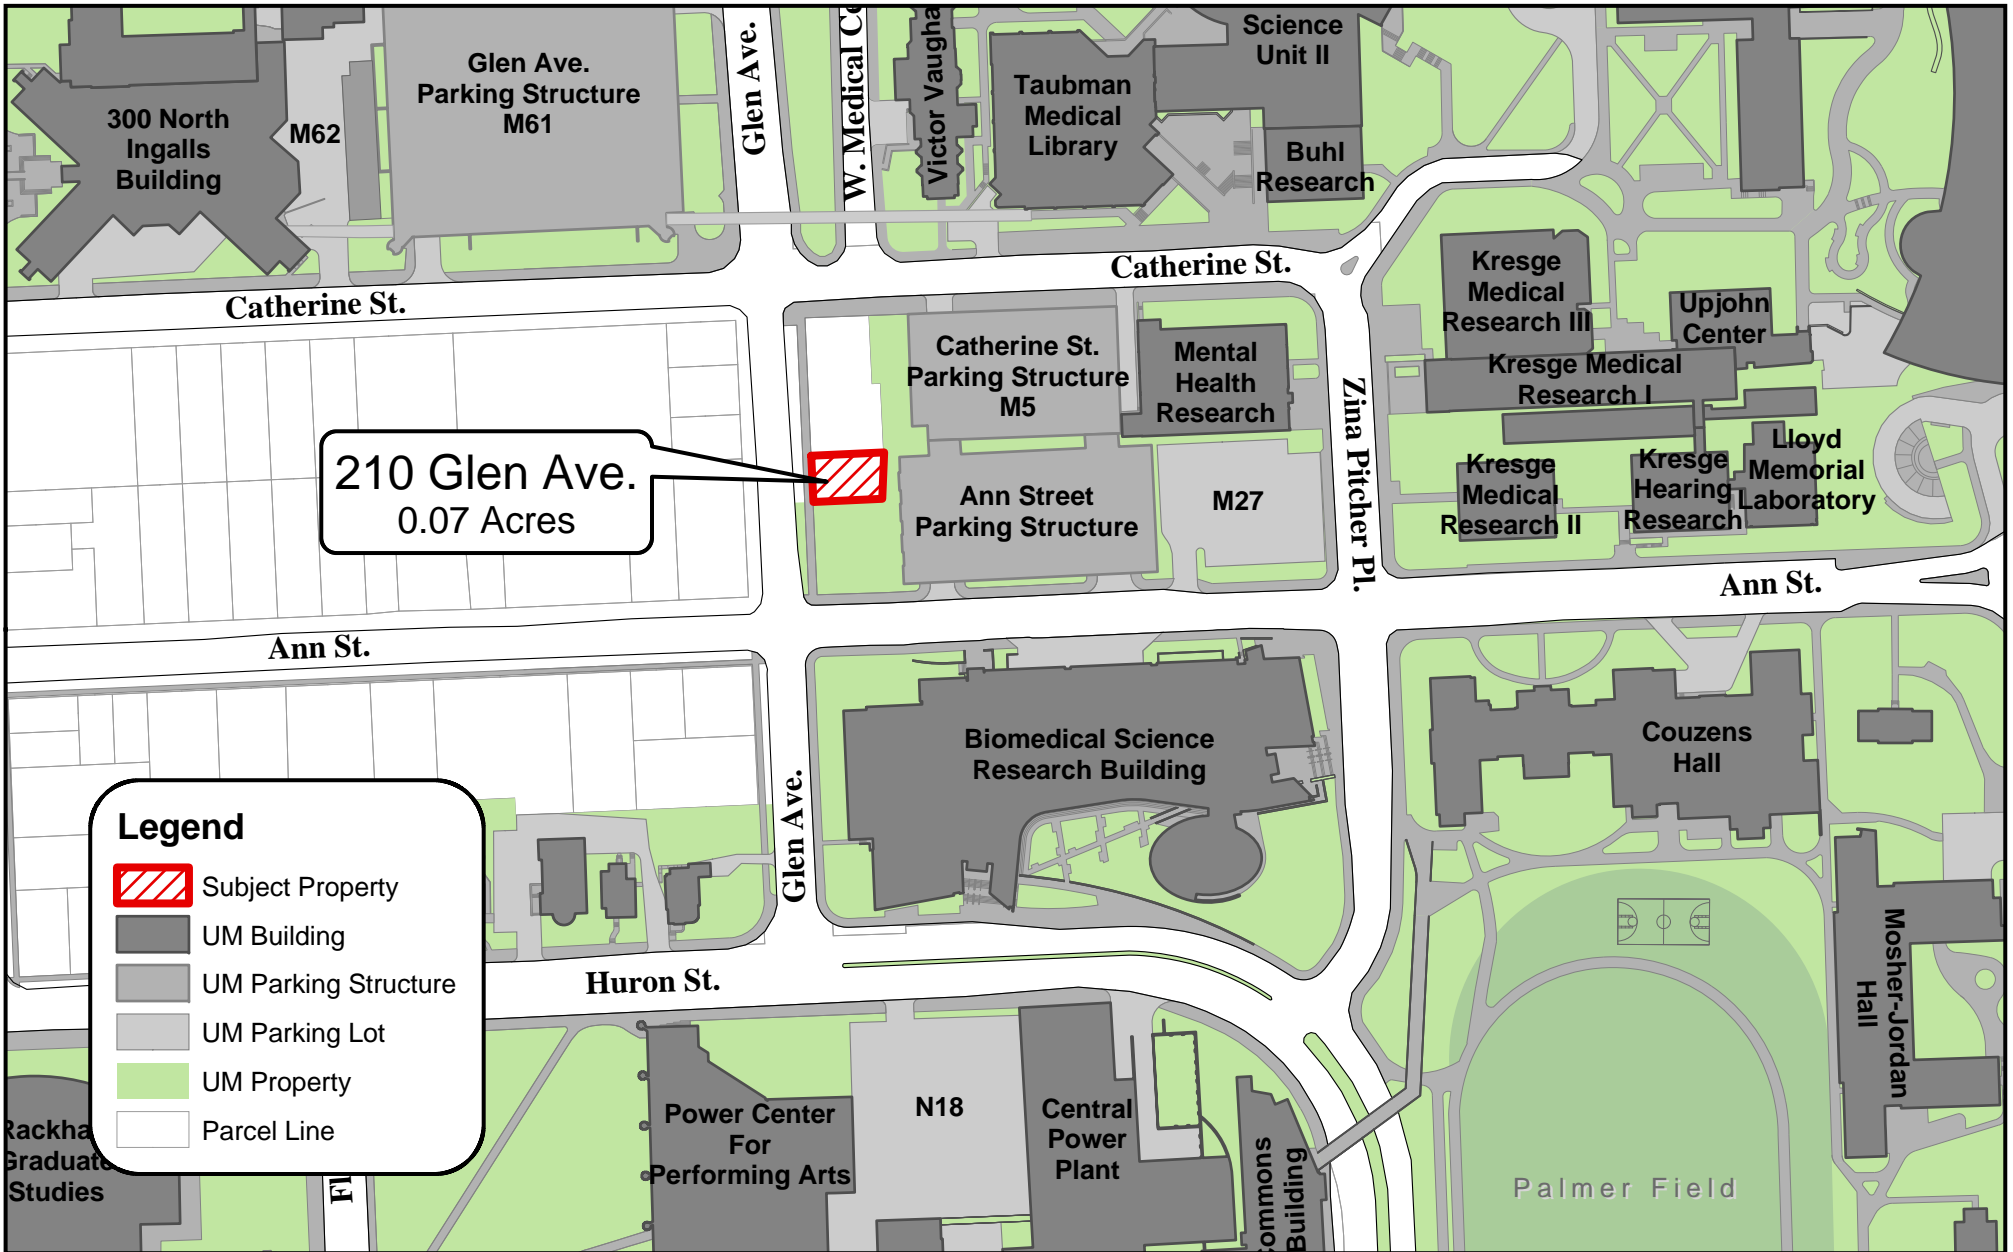 Glen Ave.
Parking Structure
M61
300 North
Ingalls
Building
M62
Glen Ave.
W. Medical
Victor
Taubman
Medical
Library
Science
Unit II
Buhl
Research
Catherine St.
Catherine St.
Kresge
Medical
Research III
Upjohn
Center
Kresge Medical
Research I
Catherine St.
Parking Structure
M5
Mental
Health
Research
Zina Pitcher Pl.
210 Glen Ave.
0.07 Acres
Ann Street
Parking Structure
M27
Kresge
Medical
Research II
Kresge
Hearing
Research
Lloyd
Memorial
Laboratory
Ann St.
Ann St.
Biomedical Science
Research Building
Couzens
Hall
Glen Ave.
Legend
Subject Property
UM Building
UM Parking Structure
UM Parking Lot
UM Property
Parcel Line
Huron St.
Mosher-Jordan
Hall
Graduate
Studies
Power Center
For
Performing Arts
N18
Central
Power
Plant
Building
Palmer Field